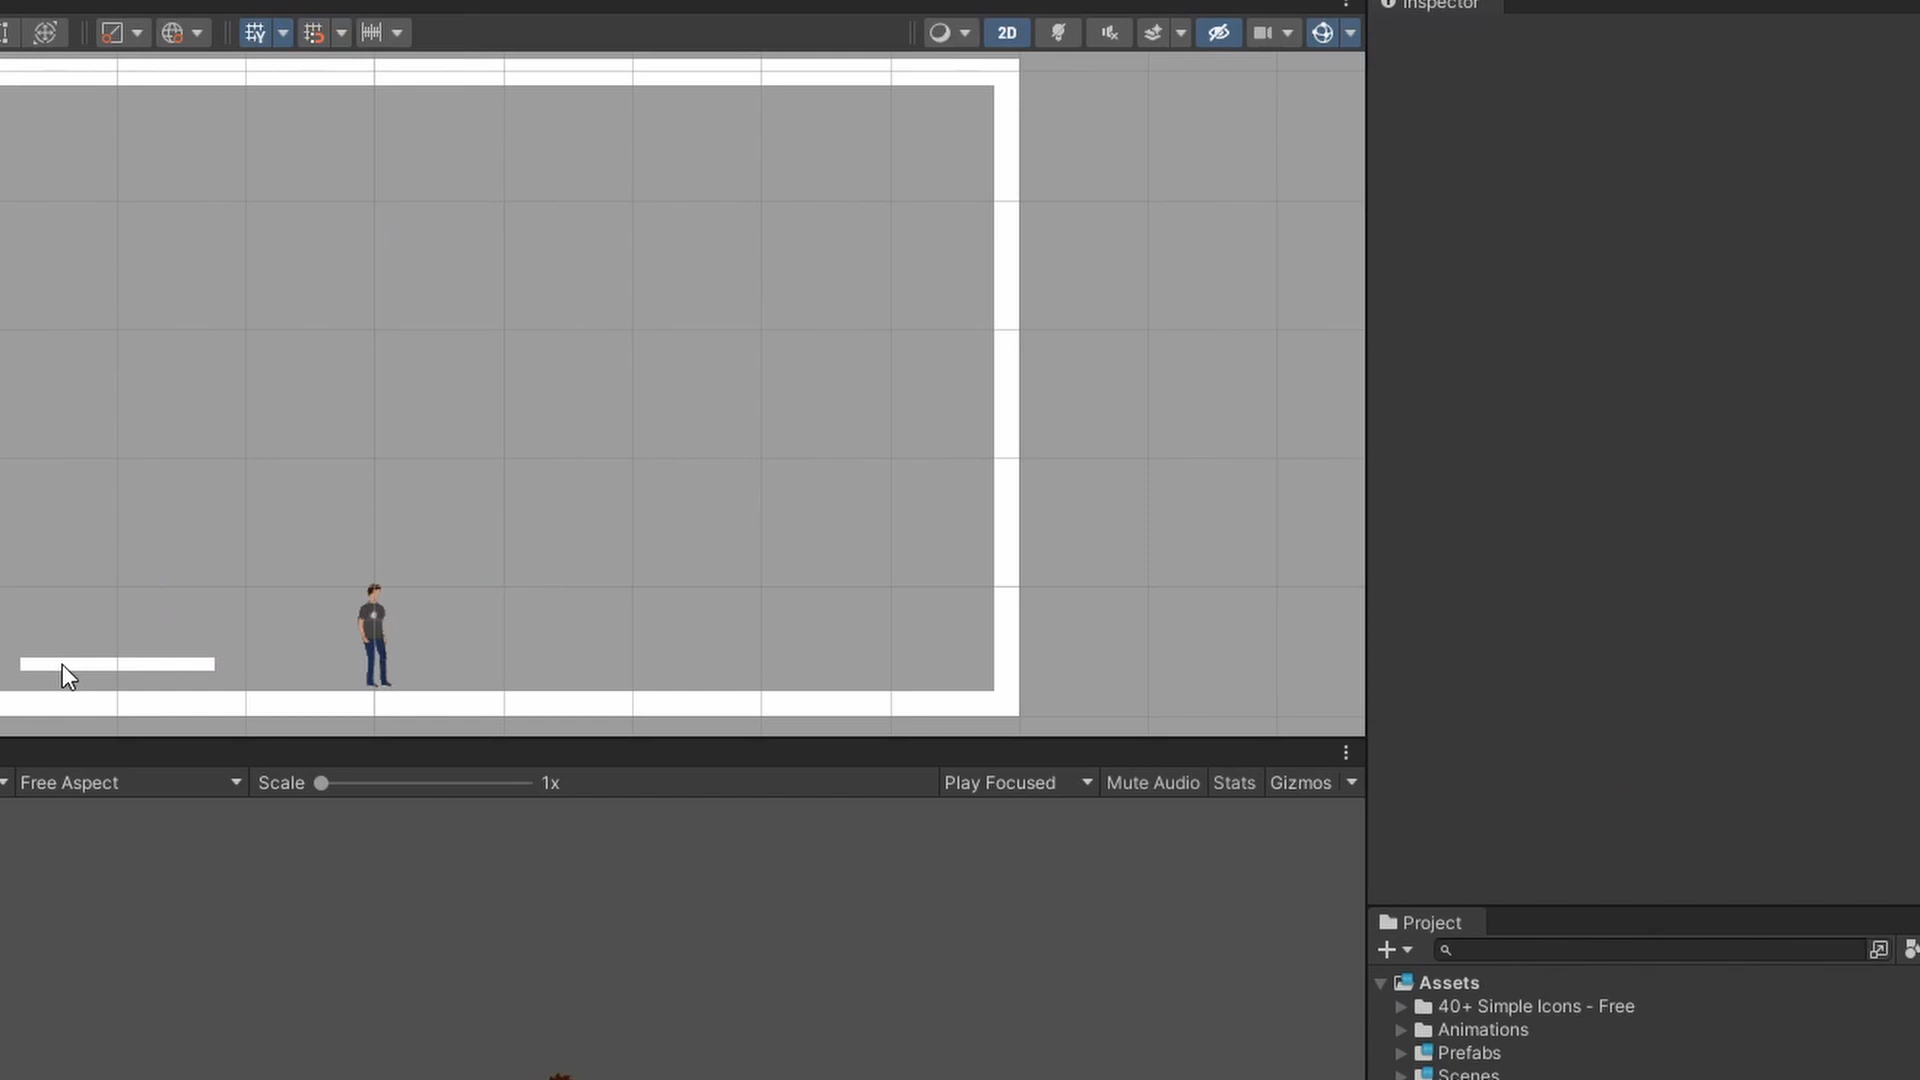 Inspector
2D
Free Aspect
Scale
1x
Play Focused
Mute Audio
Stats
Gizmos
Project
Assets
40+ Simple Icons - Free
Animations
Prefabs
Scenes